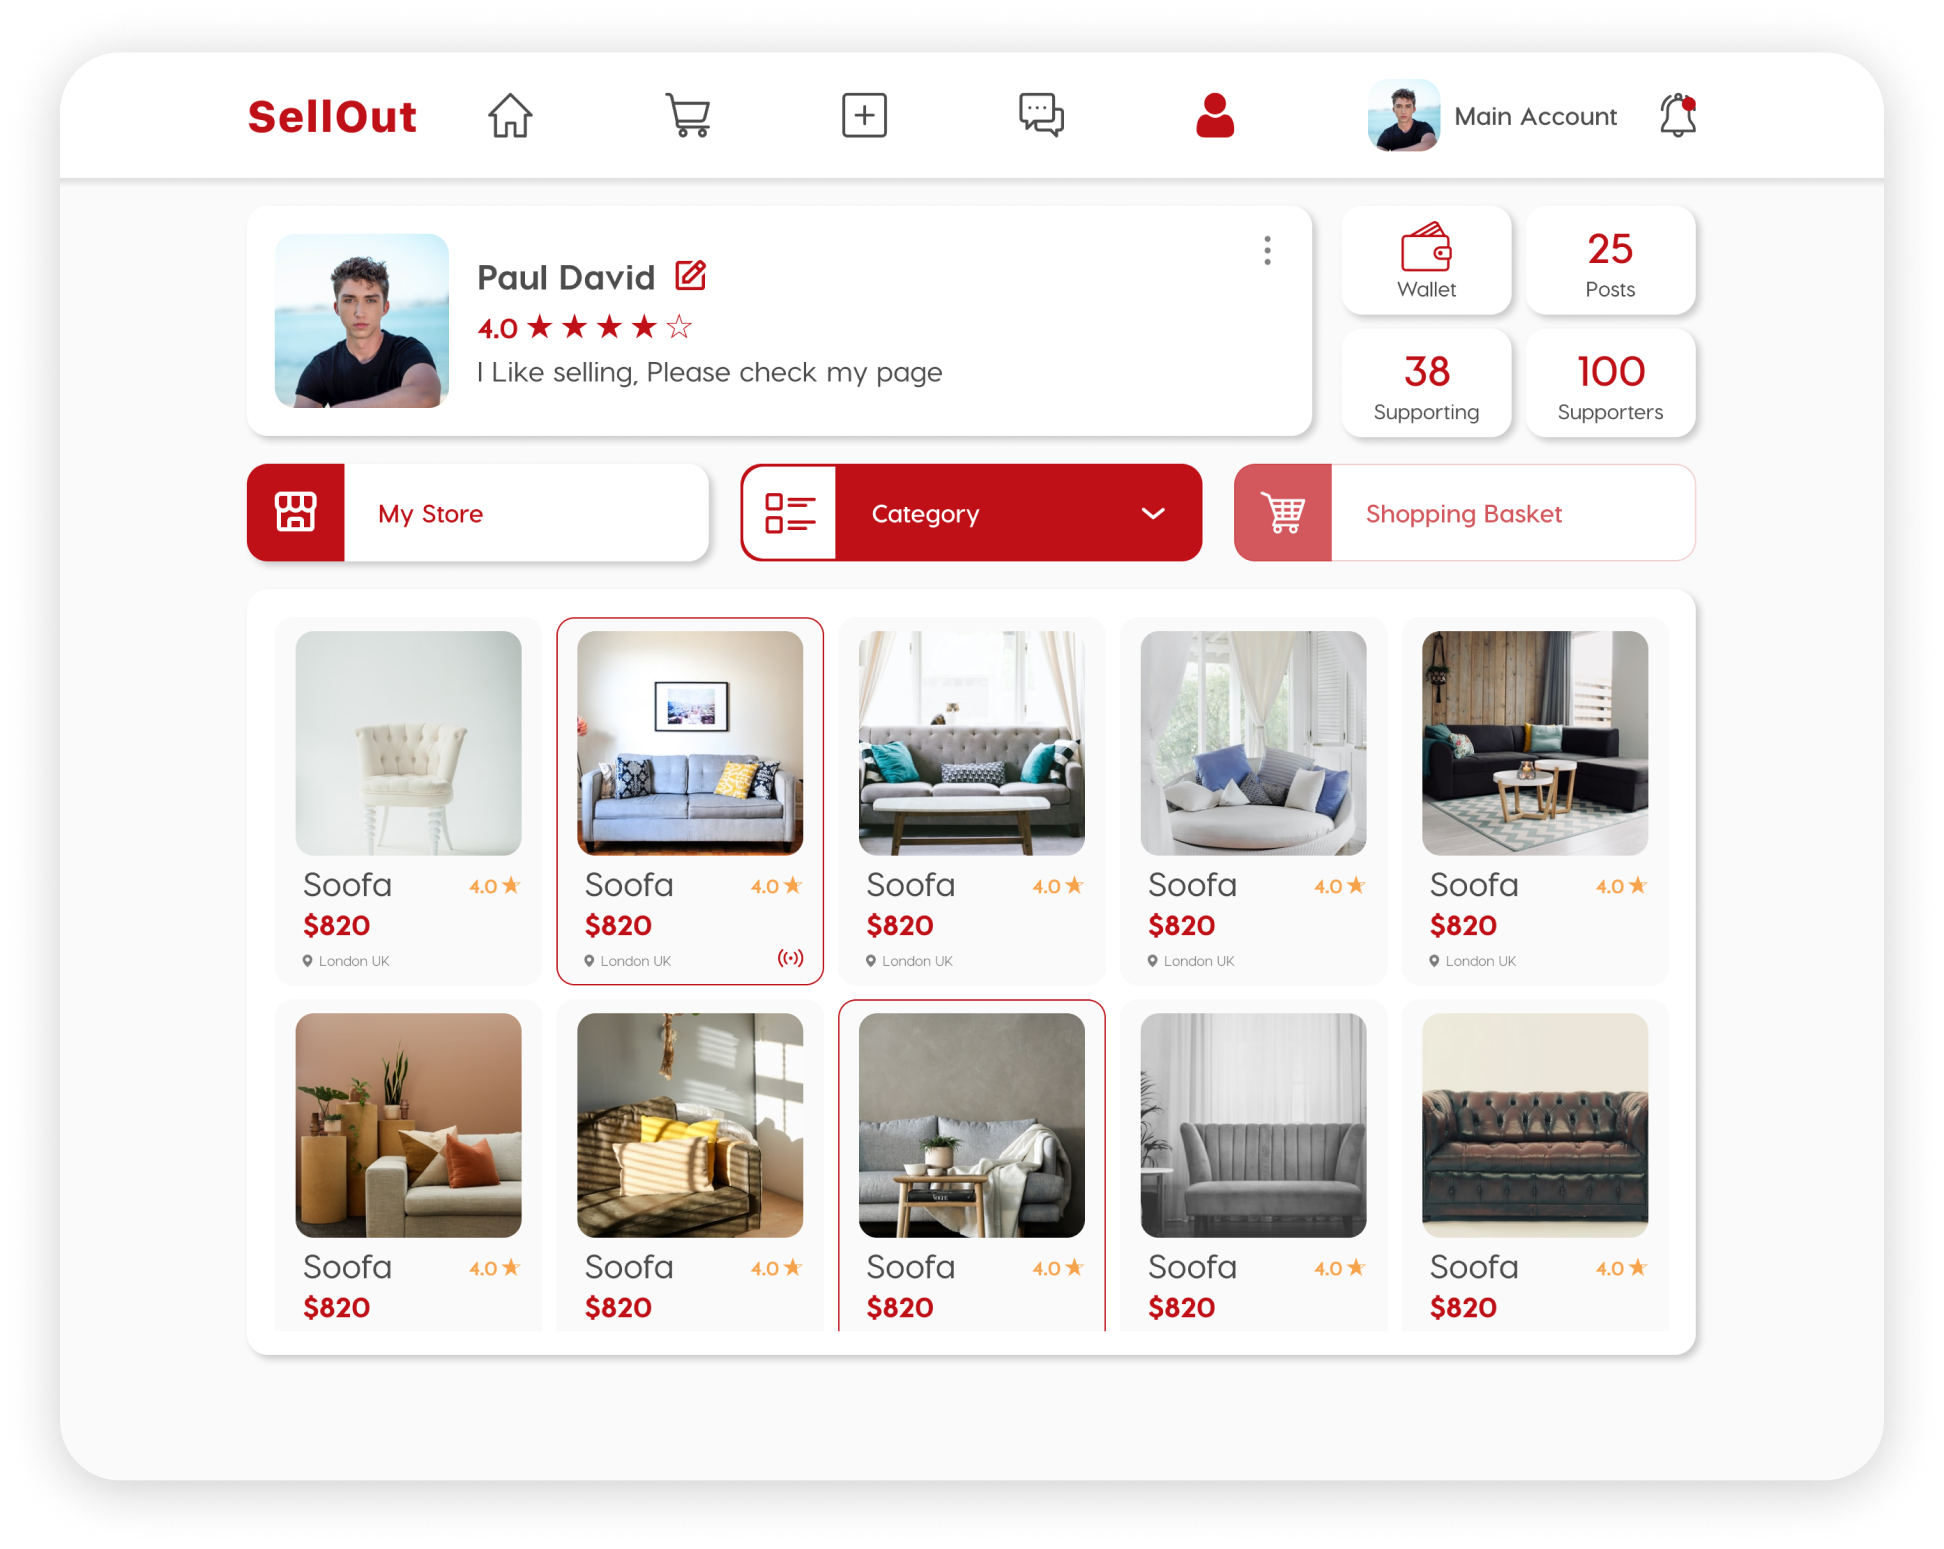 SellOut
Main Account
Paul David
4.0
I Like selling, Please check my page
Wallet
25
Posts
38
Supporting
100
Supporters
My Store
Category
Shopping Basket
Soofa 4.0
$820
London UK
Soofa 4.0
$820
London UK
Soofa 4.0
$820
London UK
Soofa 4.0
$820
London UK
Soofa 4.0
$820
London UK
VOGUE
Soofa 4.0
$820
Soofa 4.0
$820
Soofa 4.0
$820
Soofa 4.0
$820
Soofa 4.0
$820